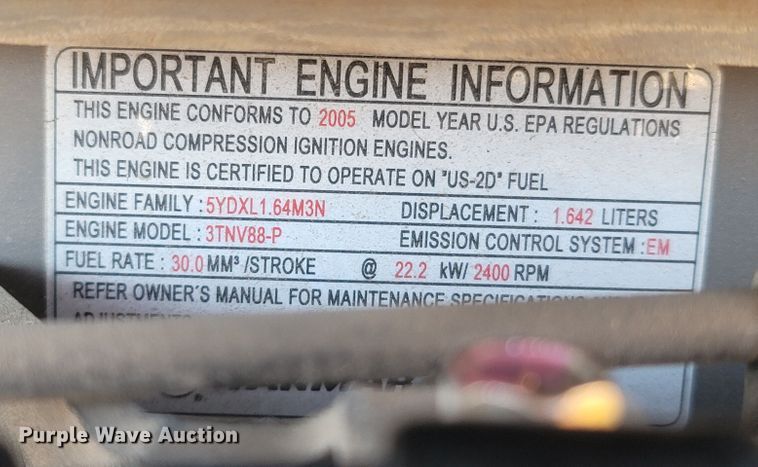 IMPORTANT ENGINE INFORMATION
THIS ENGINE CONFORMS TO 2005 MODEL YEAR U.S. EPA REGULATIONS
NONROAD COMPRESSION IGNITION ENGINES.
THIS ENGINE IS CERTIFIED TO OPERATE ON "US-2D" FUEL
ENGINE FAMILY : 5YDXL1.64M3N DISPLACEMENT : 1.642 LITERS
ENGINE MODEL : 3TNV88-P EMISSION CONTROL SYSTEM : EM
FUEL RATE : 30.0 MM³ /STROKE @ 22.2 kW/ 2400 RPM
REFER OWNER'S MANUAL FOR MAINTENANCE SPECIFICATIONS
Purple Wave Auction